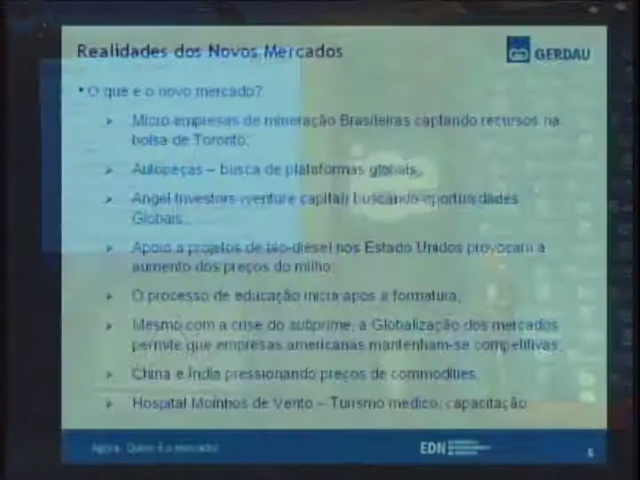 Realidades dos Novos Mercados
GERDAU
• O que e o novo mercado?
Micro empresas de mineração Brasileiras captando recursos na
bolsa de Toronto;
Autopeças – busca de plataformas globais;
Angel Investors (venture capital) buscando oportunidades
Globais;
Apoio a projetos de bio-diesel nos Estado Unidos provocam a
aumento dos preços do milho;
O processo de educação inicia apos a formatura;
Mesmo com a crise do subprime, a Globalização dos mercados
permite que empresas americanas mantenham-se competitivas;
China e India pressionando preços de commodities;
Hospital Moinhos de Vento – Turismo medico, capacitação
EDN
6